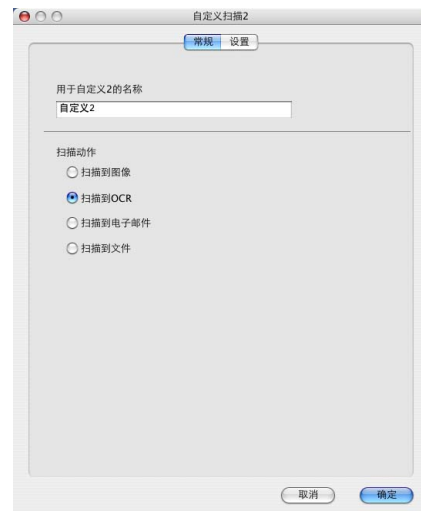 自定义扫描2
常规 设置
用于自定义2的名称
自定义2
扫描动作
扫描到图像
扫描到OCR
扫描到电子邮件
扫描到文件
取消 确定